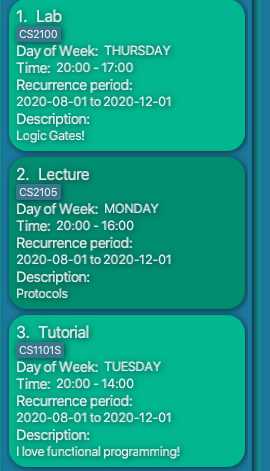 1. Lab
CS2100
Day of Week: THURSDAY
Time: 20:00 - 17:00
Recurrence period:
2020-08-01 to 2020-12-01
Description:
Logic Gates!
2. Lecture
CS2105
Day of Week: MONDAY
Time: 20:00 - 16:00
Recurrence period:
2020-08-01 to 2020-12-01
Description:
Protocols
3. Tutorial
CS1101S
Day of Week: TUESDAY
Time: 20:00 - 14:00
Recurrence period:
2020-08-01 to 2020-12-01
Description:
I love functional programming!